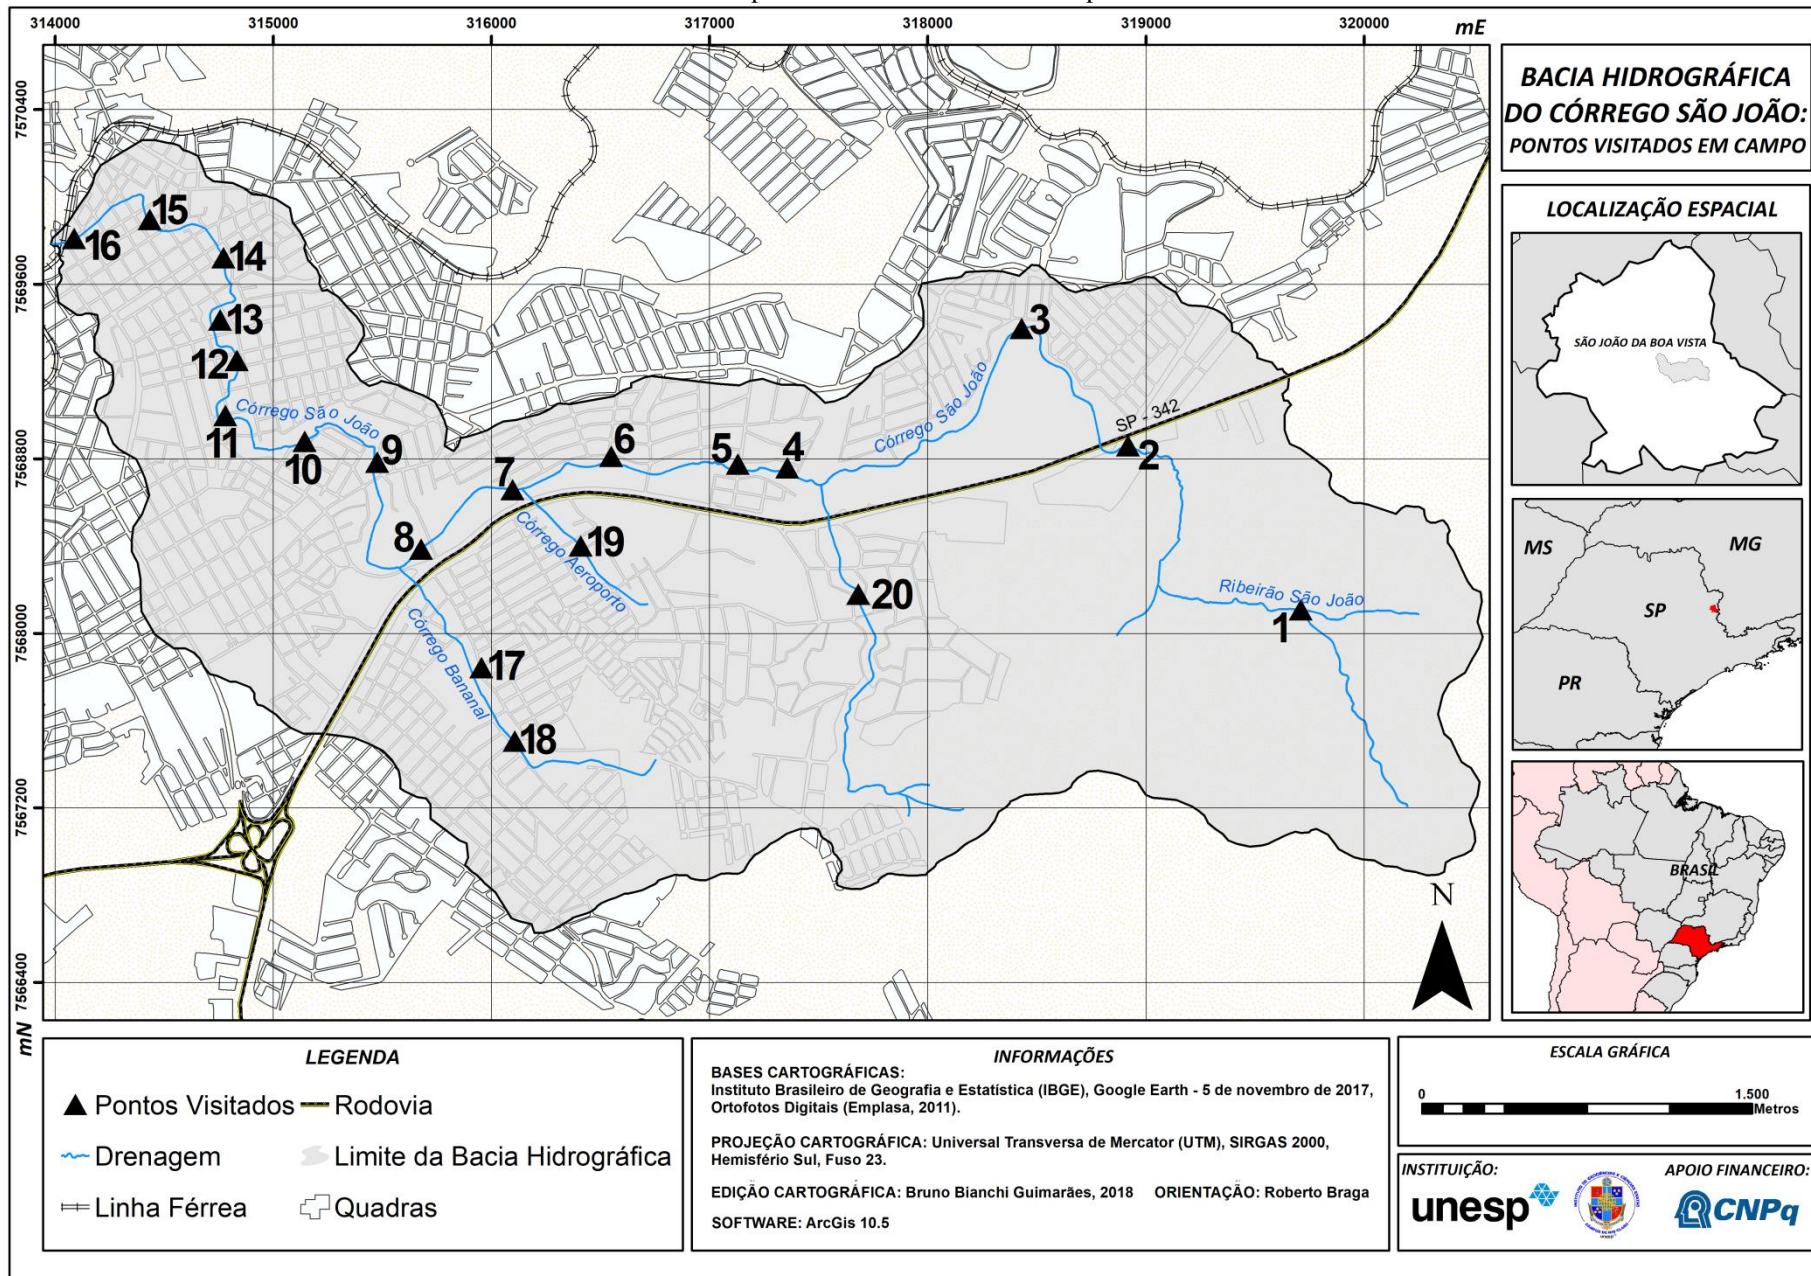 314000 315000 316000 317000 318000 319000 320000
mE
7570400
7569600
7568800
7568000
7567200
7566400
mN
15
16
14
13
12
11
Córrego São João
10
9
8
7
6
5
4
3
Córrego São João
SP - 342
2
Ribeirão São João
1
Córrego Aeroporto
19
20
Córrego Bananal
17
18
N
BACIA HIDROGRÁFICA
DO CÓRREGO SÃO JOÃO:
PONTOS VISITADOS EM CAMPO
LOCALIZAÇÃO ESPACIAL
SÃO JOÃO DA BOA VISTA
MS
MG
SP
PR
BRASIL
LEGENDA
Pontos Visitados
Rodovia
Drenagem
Limite da Bacia Hidrográfica
Linha Férrea
Quadras
INFORMAÇÕES
BASES CARTOGRÁFICAS:
Instituto Brasileiro de Geografia e Estatística (IBGE), Google Earth - 5 de novembro de 2017,
Ortofotos Digitais (Emplasa, 2011).
PROJEÇÃO CARTOGRÁFICA: Universal Transversa de Mercator (UTM), SIRGAS 2000,
Hemisfério Sul, Fuso 23.
EDIÇÃO CARTOGRÁFICA: Bruno Bianchi Guimarães, 2018 ORIENTAÇÃO: Roberto Braga
SOFTWARE: ArcGis 10.5
ESCALA GRÁFICA
0 1.500
Metros
INSTITUIÇÃO:
unesp
unesp
APOIO FINANCEIRO:
CNPq